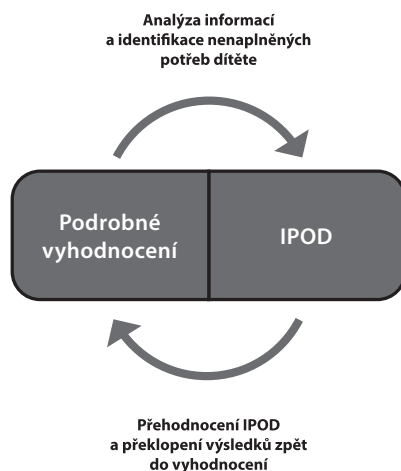 Analýza informací
a identifikace nenaplněných
potřeb dítěte
Podrobné
vyhodnocení
IPOD
Přehodnocení IPOD
a překlopení výsledků zpět
do vyhodnocení